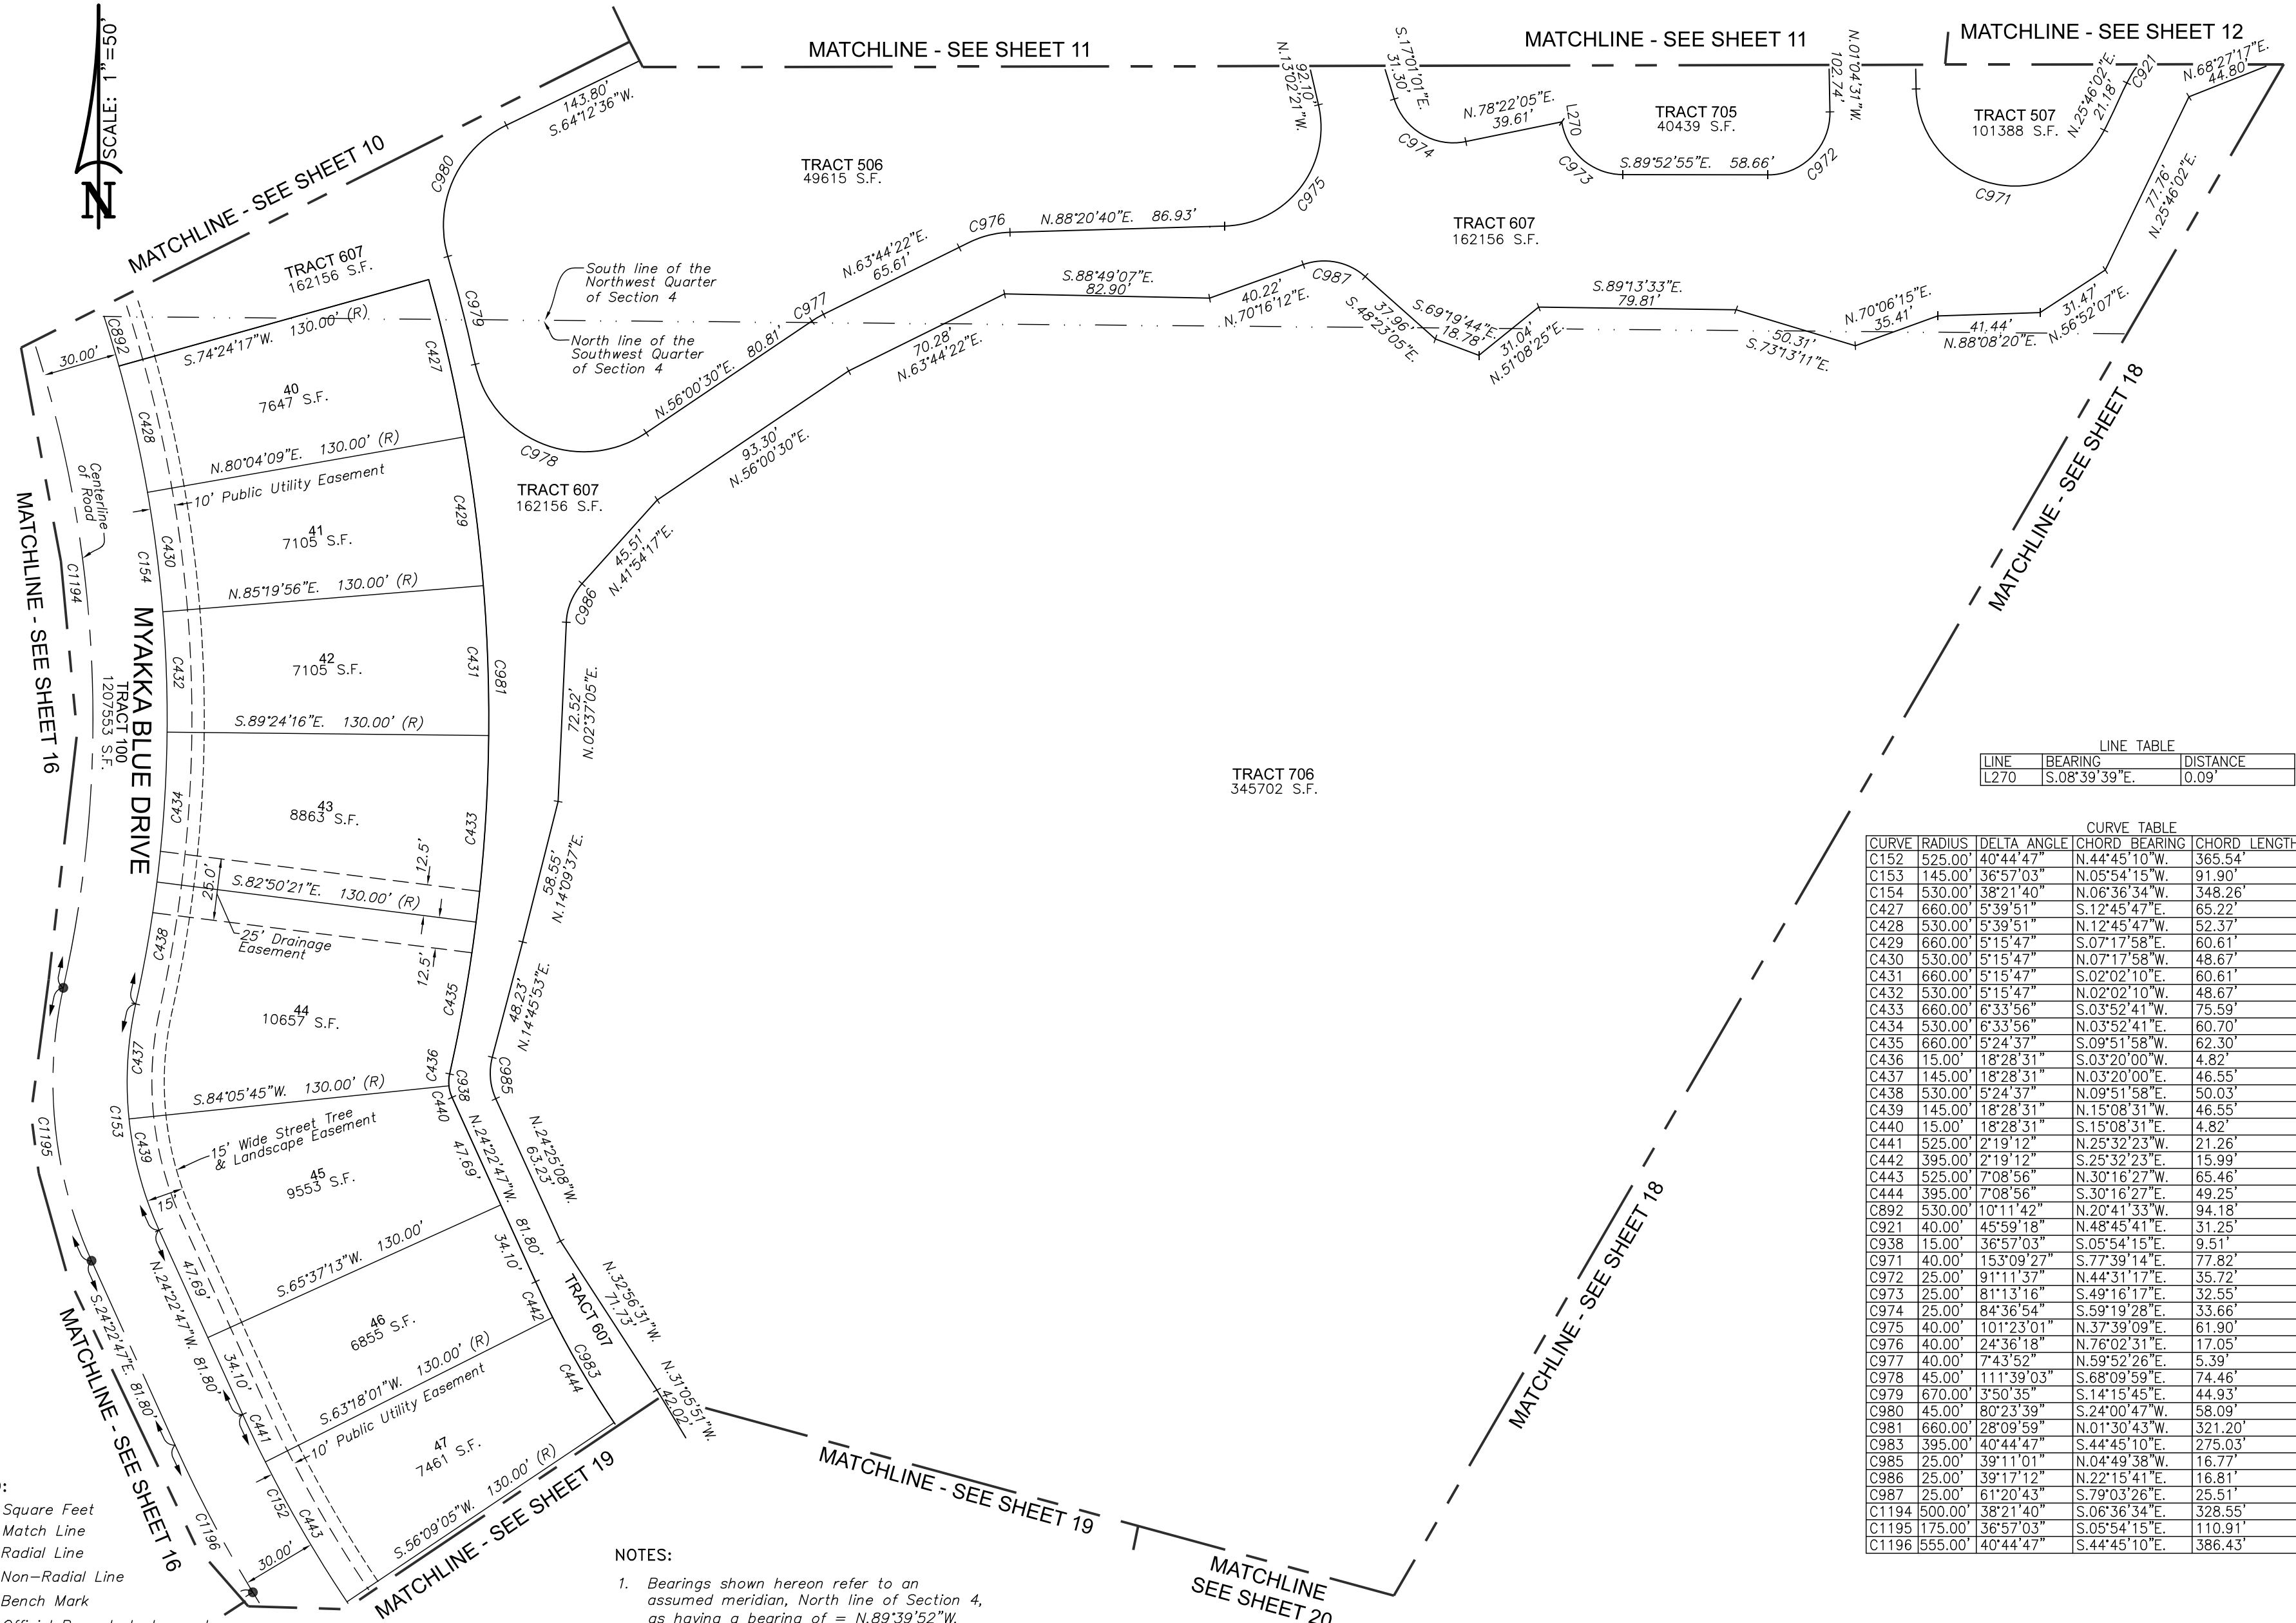 SCALE: 1"=50'
N
MATCHLINE - SEE SHEET 10
MATCHLINE - SEE SHEET 11
MATCHLINE - SEE SHEET 11
MATCHLINE - SEE SHEET 12
143.80'
S.64°12'36"W.
C980
TRACT 506
49615 S.F.
92.10'
N.13°02'21"W.
S.17°01'01"E.
31.30'
C974
N.78°22'05"E.
39.61'
L270
C973
TRACT 705
40439 S.F.
S.89°52'55"E. 58.66'
C972
N.01°04'31"W.
102.74'
TRACT 507
101388 S.F.
C971
N.25°46'02"E.
21.18'
C921
N.68°27'17"E.
44.80'
77.76'
N.25°46'02"E.
C975
C976
N.88°20'40"E. 86.93'
N.63°44'22"E.
65.61'
C977
N.56°00'30"E. 80.81'
C978
C979
TRACT 607
162156 S.F.
TRACT 607
162156 S.F.
South line of the
Northwest Quarter
of Section 4
North line of the
Southwest Quarter
of Section 4
S.88°49'07"E.
82.90'
40.22'
N.70°16'12"E.
C987
37.96'
S.48°23'05"E.
S.69°19'44"E.
18.78'
31.04'
N.51°08'25"E.
S.89°13'33"E.
79.81'
50.31'
S.73°13'11"E.
N.70°06'15"E.
35.41'
41.44'
N.88°08'20"E.
31.47'
N.56°52'07"E.
70.28'
N.63°44'22"E.
93.30'
N.56°00'30"E.
TRACT 607
162156 S.F.
45.51'
N.41°54'17"E.
C986
72.52'
N.02°37'05"E.
58.55'
N.14°09'37"E.
48.23'
N.14°45'53"E.
C985
N.24°25'08"W.
63.23'
N.32°56'31"W.
71.73'
N.31°05'51"W.
42.02'
TRACT 607
TRACT 706
345702 S.F.
MATCHLINE - SEE SHEET 18
MATCHLINE - SEE SHEET 18
30.00'
C892
S.74°24'17"W. 130.00' (R)
C427
40
7647 S.F.
C428
N.80°04'09"E. 130.00' (R)
10' Public Utility Easement
C429
Centerline
of Road
41
7105 S.F.
C430
C154
C1194
N.85°19'56"E. 130.00' (R)
MATCHLINE - SEE SHEET 16
MYAKKA BLUE DRIVE
TRACT 100
1207553 S.F.
42
7105 S.F.
C432
C431
C981
S.89°24'16"E. 130.00' (R)
43
8863 S.F.
C434
C433
12.5'
S.82°50'21"E. 130.00' (R)
25.0'
25' Drainage
Easement
12.5'
C438
C435
44
10657 S.F.
C437
C436
C938
C440
S.84°05'45"W. 130.00' (R)
C153
C439
C1195
15' Wide Street Tree
& Landscape Easement
45
9553 S.F.
15'
47.69'
N.24°22'47"W. 81.80'
S.65°37'13"W. 130.00'
46
6855 S.F.
34.10'
C442
47.69'
N.24°22'47"W. 81.80'
34.10'
C441
S.24°22'47"E. 81.80'
MATCHLINE - SEE SHEET 16
S.63°18'01"W. 130.00' (R)
10' Public Utility Easement
C983
C444
47
7461 S.F.
C152
C443
C1196
30.00'
S.56°09'05"W. 130.00' (R)
MATCHLINE - SEE SHEET 19
MATCHLINE - SEE SHEET 19
MATCHLINE
SEE SHEET 20
Square Feet
Match Line
Radial Line
Non-Radial Line
Bench Mark
NOTES:
1. Bearings shown hereon refer to an
assumed meridian, North line of Section 4,
as having a bearing of = N.89°39'52"W.
LINE TABLE
LINE BEARING DISTANCE
L270 S.08°39'39"E. 0.09'
CURVE TABLE
CURVE RADIUS DELTA ANGLE CHORD BEARING CHORD LENGTH
C152 525.00' 40°44'47" N.44°45'10"W. 365.54'
C153 145.00' 36°57'03" N.05°54'15"W. 91.90'
C154 530.00' 38°21'40" N.06°36'34"W. 348.26'
C427 660.00' 5°39'51" S.12°45'47"E. 65.22'
C428 530.00' 5°39'51" N.12°45'47"W. 52.37'
C429 660.00' 5°15'47" S.07°17'58"E. 60.61'
C430 530.00' 5°15'47" N.07°17'58"W. 48.67'
C431 660.00' 5°15'47" S.02°02'10"E. 60.61'
C432 530.00' 5°15'47" N.02°02'10"W. 48.67'
C433 660.00' 6°33'56" S.03°52'41"W. 75.59'
C434 530.00' 6°33'56" N.03°52'41"E. 60.70'
C435 660.00' 5°24'37" S.09°51'58"W. 62.30'
C436 15.00' 18°28'31" S.03°20'00"W. 4.82'
C437 145.00' 18°28'31" N.03°20'00"E. 46.55'
C438 530.00' 5°24'37" N.09°51'58"E. 50.03'
C439 145.00' 18°28'31" N.15°08'31"W. 46.55'
C440 15.00' 18°28'31" S.15°08'31"E. 4.82'
C441 525.00' 2°19'12" N.25°32'23"W. 21.26'
C442 395.00' 2°19'12" S.25°32'23"E. 15.99'
C443 525.00' 7°08'56" N.30°16'27"W. 65.46'
C444 395.00' 7°08'56" S.30°16'27"E. 49.25'
C892 530.00' 10°11'42" N.20°41'33"W. 94.18'
C921 40.00' 45°59'18" N.48°45'41"E. 31.25'
C938 15.00' 36°57'03" S.05°54'15"E. 9.51'
C971 40.00' 153°09'27" S.77°39'14"E. 77.82'
C972 25.00' 91°11'37" N.44°31'17"E. 35.72'
C973 25.00' 81°13'16" S.49°16'17"E. 32.55'
C974 25.00' 84°36'54" S.59°19'28"E. 33.66'
C975 40.00' 101°23'01" N.37°39'09"E. 61.90'
C976 40.00' 24°36'18" N.76°02'31"E. 17.05'
C977 40.00' 7°43'52" N.59°52'26"E. 5.39'
C978 45.00' 111°39'03" S.68°09'59"E. 74.46'
C979 670.00' 3°50'35" S.14°15'45"E. 44.93'
C980 45.00' 80°23'39" S.24°00'47"W. 58.09'
C981 660.00' 28°09'59" N.01°30'43"W. 321.20'
C983 395.00' 40°44'47" S.44°45'10"E. 275.03'
C985 25.00' 39°11'01" N.04°49'38"W. 16.77'
C986 25.00' 39°17'12" N.22°15'41"E. 16.81'
C987 25.00' 61°20'43" S.79°03'26"E. 25.51'
C1194 500.00' 38°21'40" S.06°36'34"E. 328.55'
C1195 175.00' 36°57'03" S.05°54'15"E. 110.91'
C1196 555.00' 40°44'47" S.44°45'10"E. 386.43'